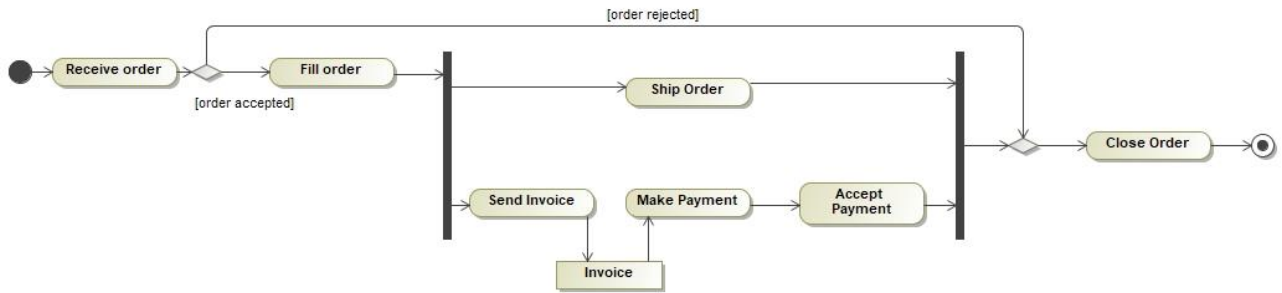 [order rejected]
Receive order
Fill order
[order accepted]
Ship Order
Close Order
Send Invoice
Make Payment
Accept
Payment
Invoice